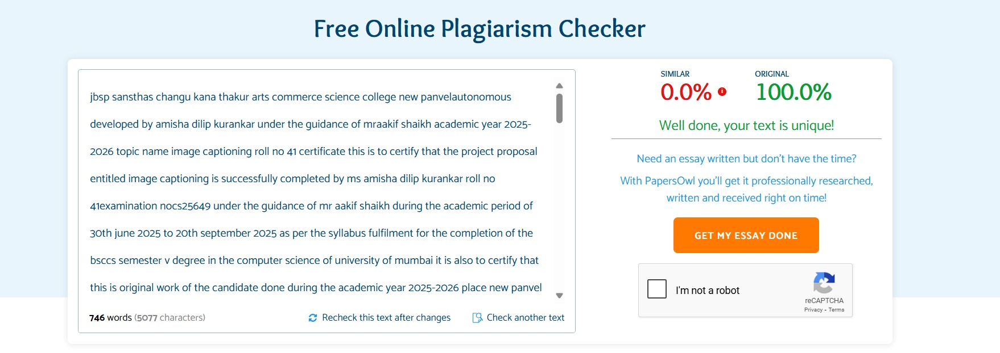 Free Online Plagiarism Checker
jbsp sansthas changu kana thakur arts commerce science college new panvelautonomous
developed by amisha dilip kurankar under the guidance of mraakif shaikh academic year 2025-
2026 topic name image captioning roll no 41 certificate this is to certify that the project proposal
entitled image captioning is successfully completed by ms amisha dilip kurankar roll no
41examination nocs25649 under the guidance of mr aakif shaikh during the academic period of
30th june 2025 to 20th september 2025 as per the syllabus fulfilment for the completion of the
bsccs semester v degree in the computer science of university of mumbai it is also to certify that
this is original work of the candidate done during the academic year 2025-2026 place new panvel
746 words (5077 characters)
Recheck this text after changes
Check another text
SIMILAR
0.0%
ORIGINAL
100.0%
Well done, your text is unique!
Need an essay written but don't have the time?
With PapersOwl you'll get it professionally researched,
written and received right on time!
GET MY ESSAY DONE
I'm not a robot
reCAPTCHA
Privacy - Terms